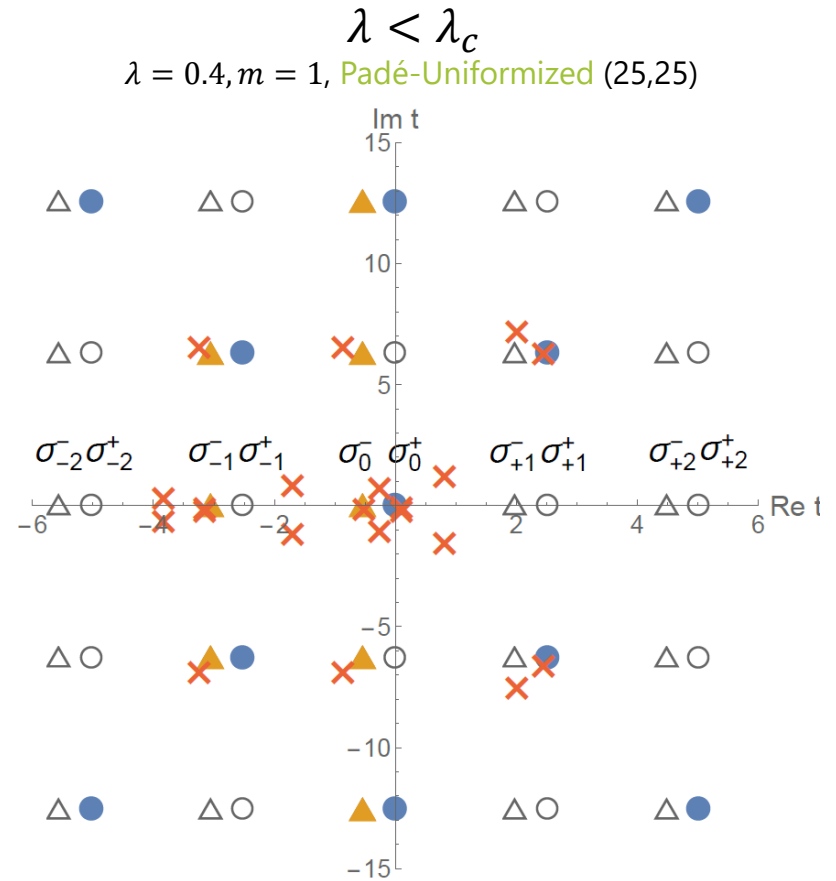 λ < λ_c
λ = 0.4, m = 1, Padé-Uniformized (25,25)
Im t
15
10
5
σ⁻₋₂ σ⁺₋₂ σ⁻₋₁ σ⁺₋₁ σ⁻₀ σ⁺₀ σ⁻₊₁ σ⁺₊₁ σ⁻₊₂ σ⁺₊₂
−6 −4 −2 2 4 6 Re t
−5
−10
−15